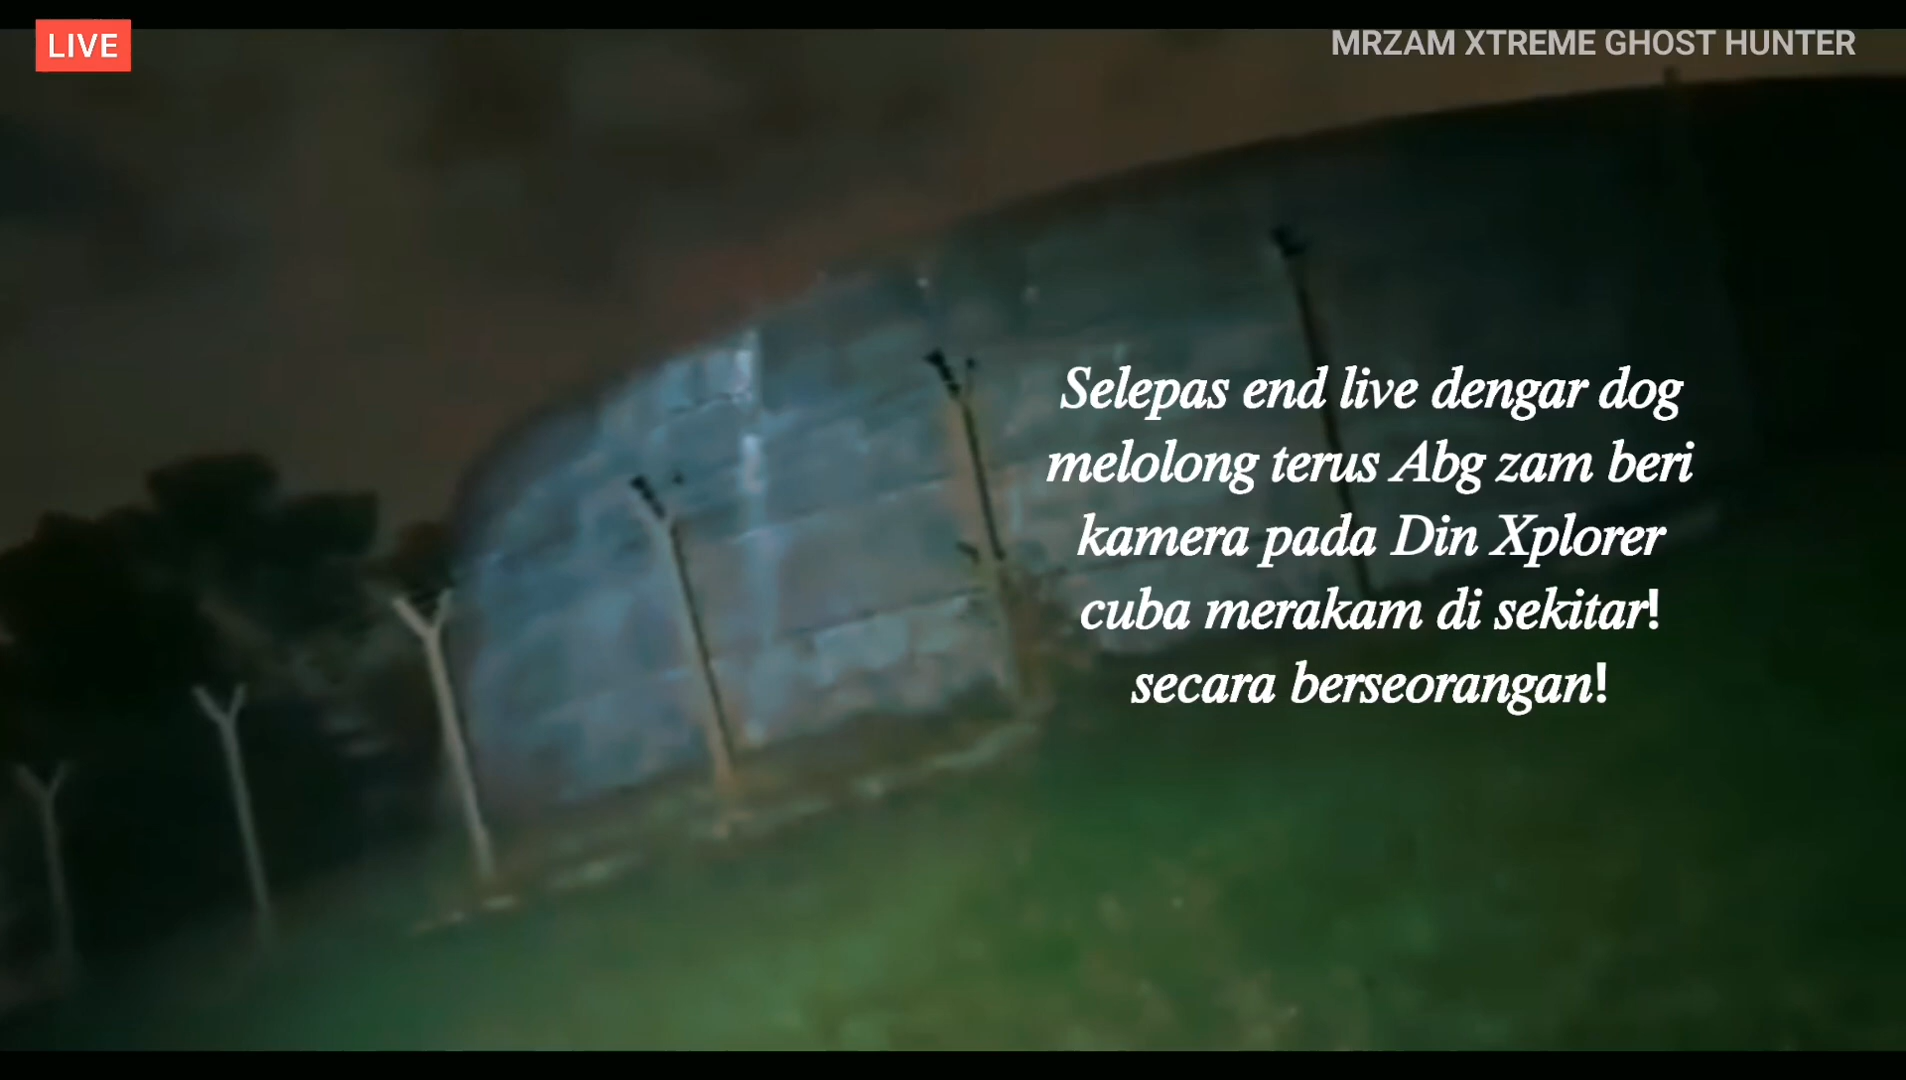 LIVE
MRZAM XTREME GHOST HUNTER
Selepas end live dengar dog
melolong terus Abg zam beri
kamera pada Din Xplorer
cuba merakam di sekitar!
secara berseorangan!